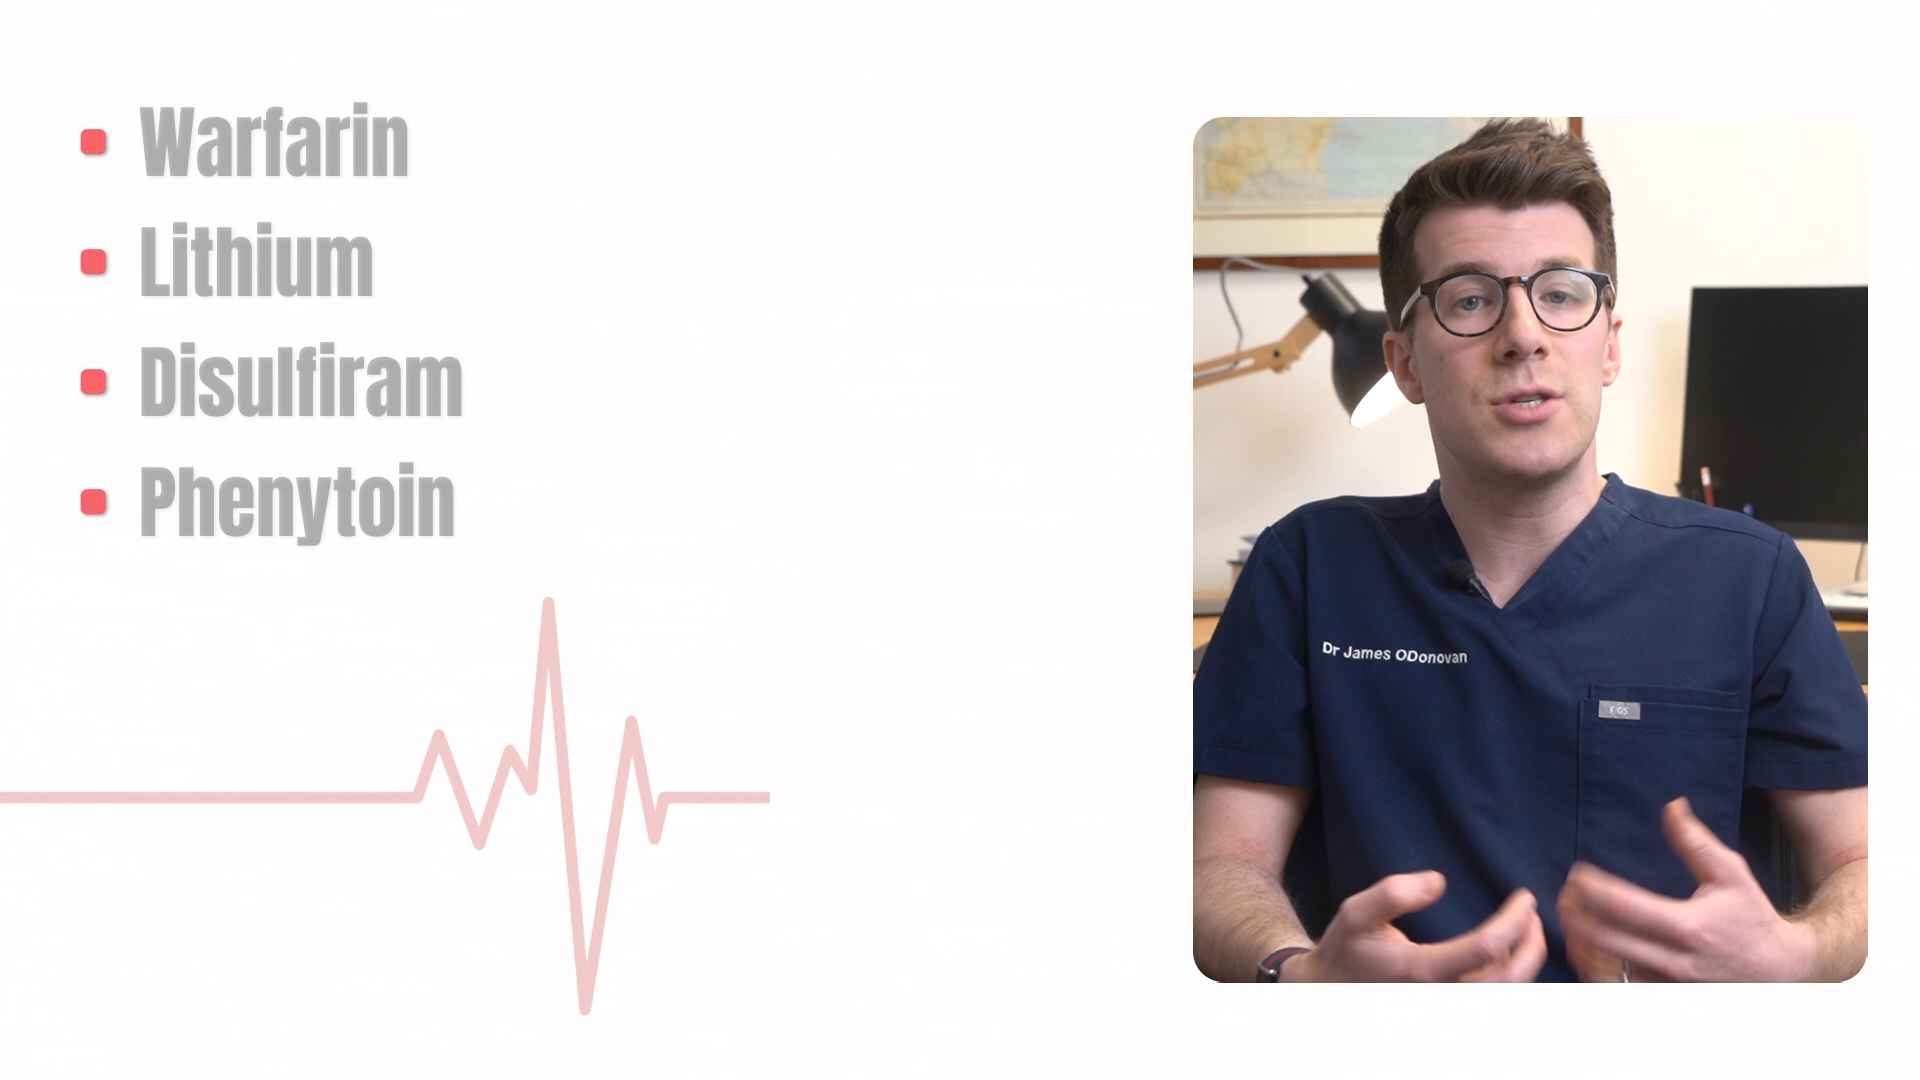 Warfarin
Lithium
Disulfiram
Phenytoin
Dr James ODonovan
FIGS